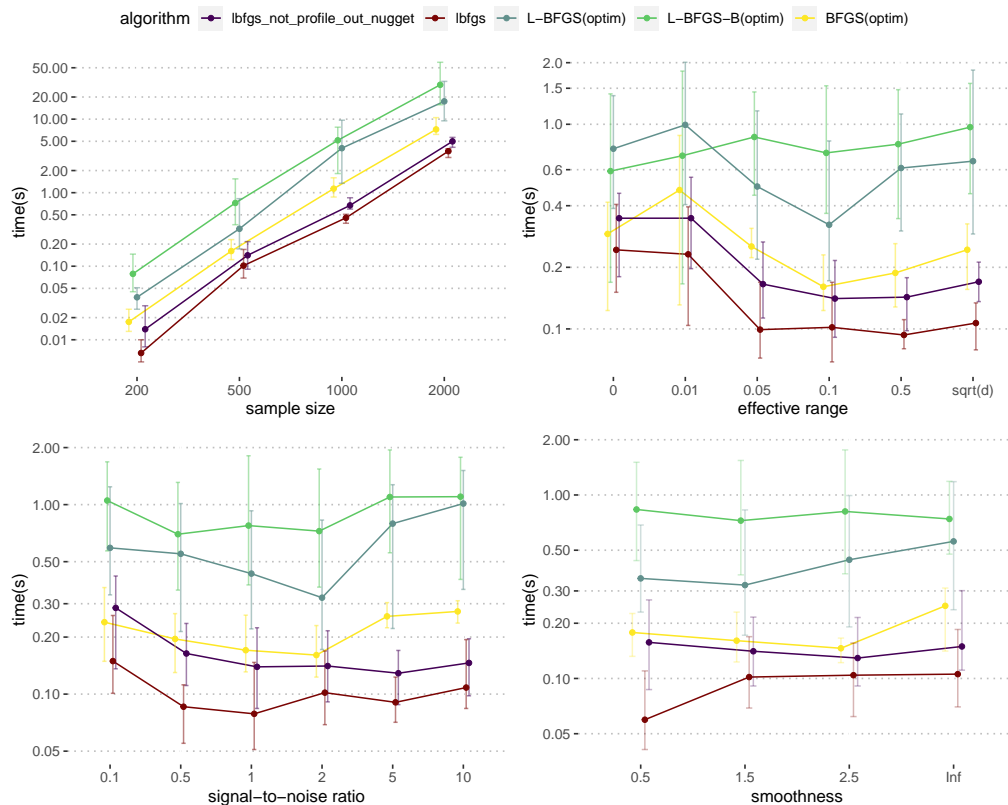 algorithm lbfgs_not_profile_out_nugget lbfgs L-BFGS(optim) L-BFGS-B(optim) BFGS(optim)
50.00
20.00
10.00
5.00
2.00
1.00
0.50
0.20
0.10
0.05
0.02
0.01
time(s)
200 500 1000 2000
sample size
2.0
1.5
1.0
0.6
0.4
0.2
0.1
time(s)
0 0.01 0.05 0.1 0.5 sqrt(d)
effective range
2.00
1.00
0.50
0.30
0.20
0.10
0.05
time(s)
0.1 0.5 1 2 5 10
signal-to-noise ratio
2.00
1.00
0.50
0.30
0.20
0.10
0.05
time(s)
0.5 1.5 2.5 Inf
smoothness